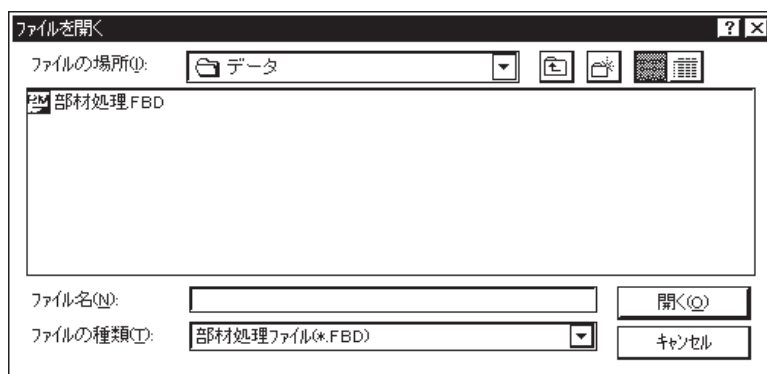 ファイルを開く
ファイルの場所(I): データ
部材処理.FBD
ファイル名(N): 開く(O)
ファイルの種類(T): 部材処理ファイル(*.FBD) キャンセル